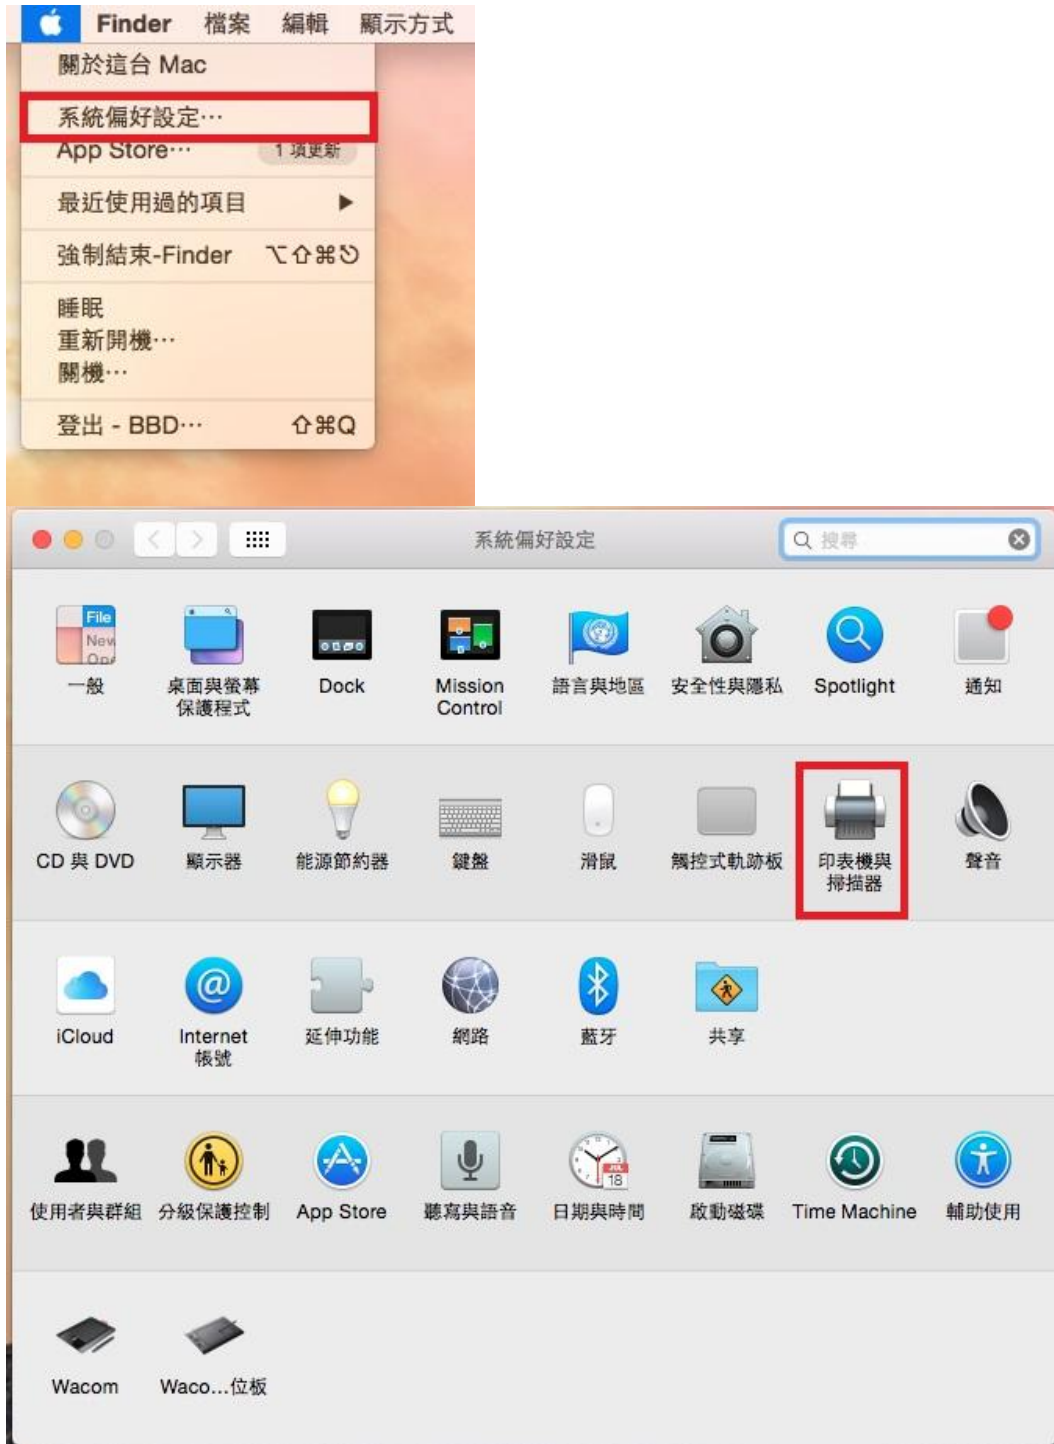 Finder 檔案 編輯 顯示方式
關於這台 Mac
系統偏好設定…
App Store… 1 項更新
最近使用過的項目 ▶
強制結束-Finder ⌥⇧⌘⎋
睡眠
重新開機…
關機…
登出 - BBD… ⇧⌘Q
系統偏好設定 搜尋
File
New
Ope
一般 桌面與螢幕 Dock Mission 語言與地區 安全性與隱私 Spotlight 通知
保護程式 Control
CD 與 DVD 顯示器 能源節約器 鍵盤 滑鼠 觸控式軌跡板 印表機與 聲音
掃描器
iCloud Internet 延伸功能 網路 藍牙 共享
帳號
JUL
18
使用者與群組 分級保護控制 App Store 聽寫與語音 日期與時間 啟動磁碟 Time Machine 輔助使用
Wacom Waco...位板